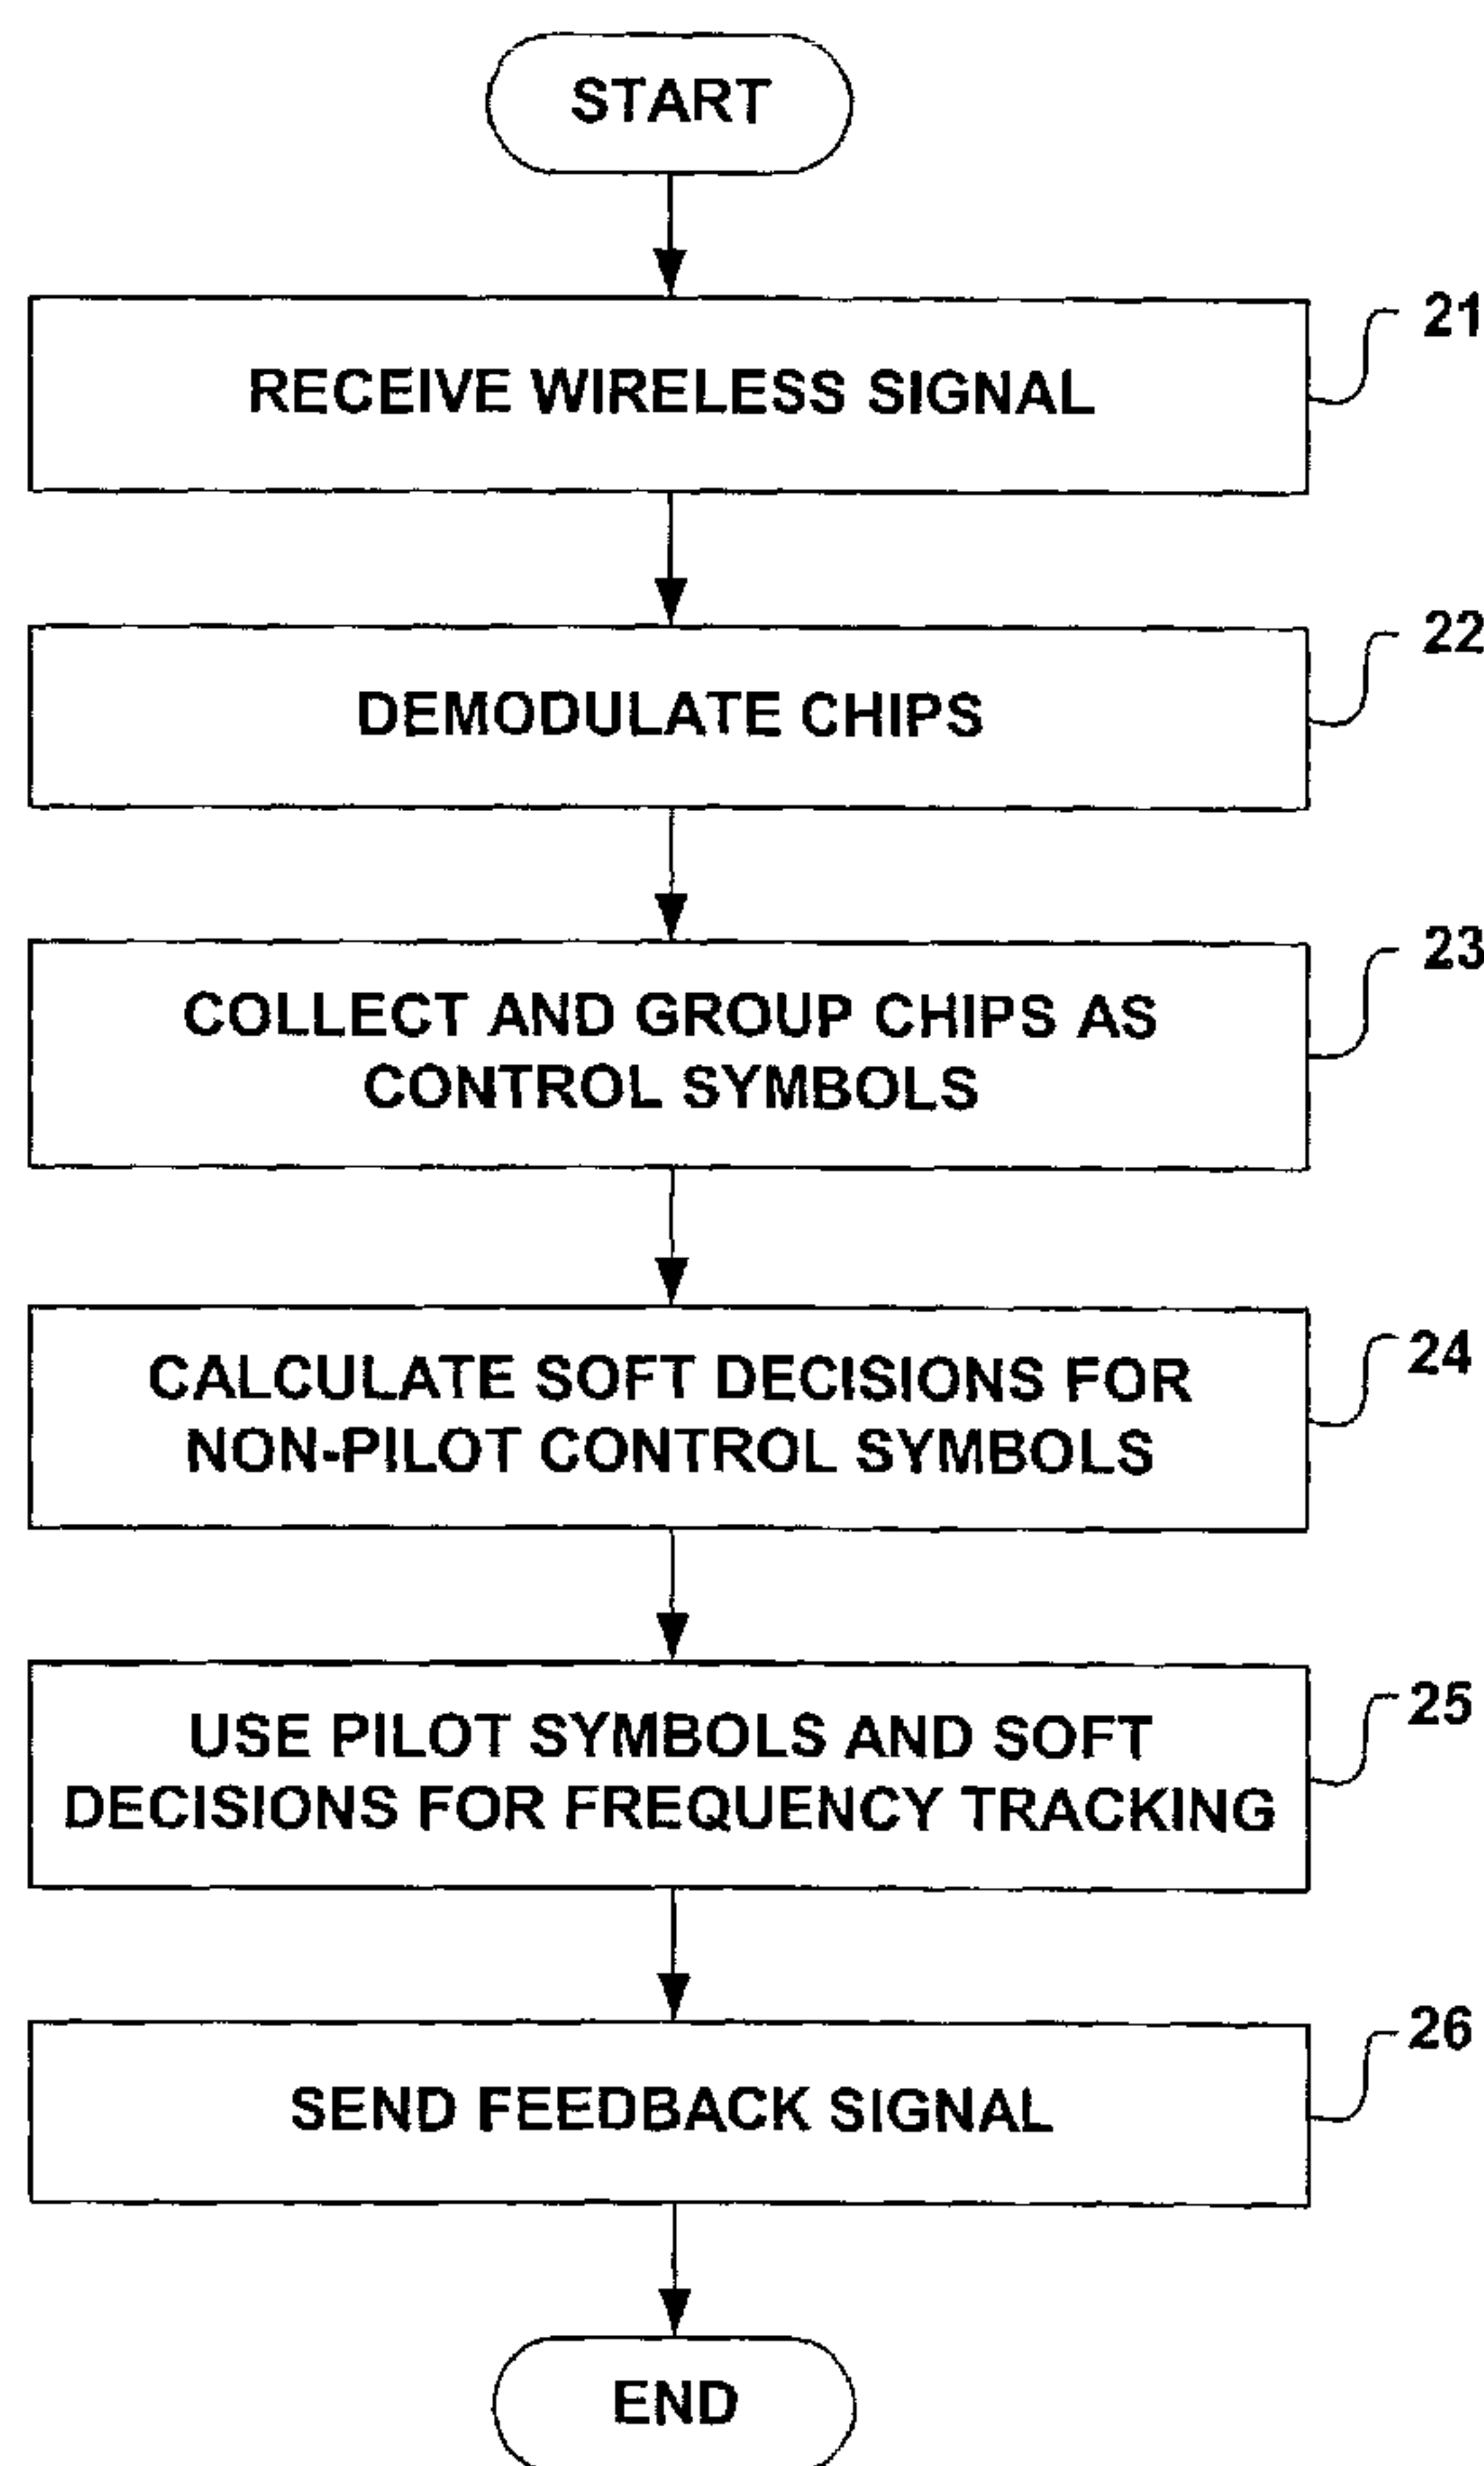 START
RECEIVE WIRELESS SIGNAL
21
DEMODULATE CHIPS
22
COLLECT AND GROUP CHIPS AS
CONTROL SYMBOLS
23
CALCULATE SOFT DECISIONS FOR
NON-PILOT CONTROL SYMBOLS
24
USE PILOT SYMBOLS AND SOFT
DECISIONS FOR FREQUENCY TRACKING
25
SEND FEEDBACK SIGNAL
26
END